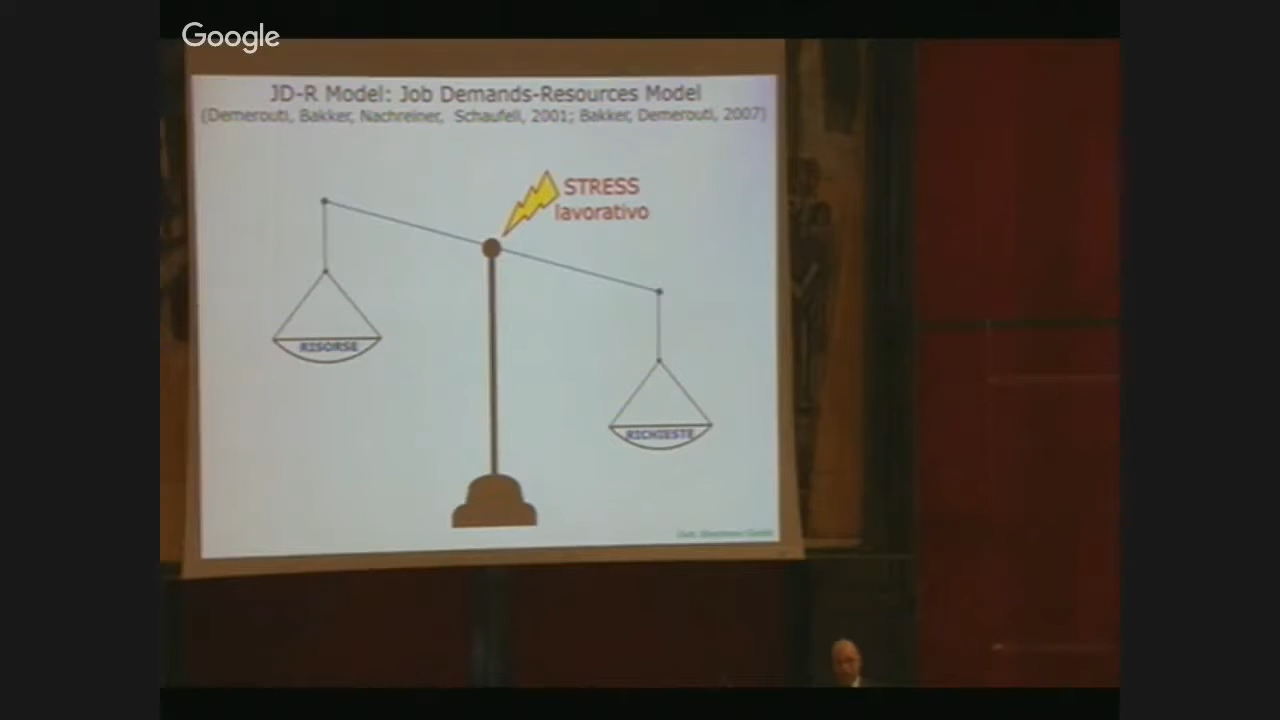 Google
JD-R Model: Job Demands-Resources Model
(Demerouti, Bakker, Nachreiner, Schaufeli, 2001; Bakker, Demerouti, 2007)
STRESS
lavorativo
RISORSE
RICHIESTE